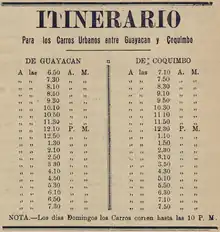 ITINERARIO
Para los Carros Urbanos entre Guayacan y Coquimbo
DE GUAYACAN a DE COQUIMBO
A las 6.50 A. M. A las 7.10 A. M.
„ „ 7.30 „ „ „ „ 7.50 „ „
„ „ 8.10 „ „ „ „ 8.30 „ „
„ „ „ „ „ „ 9.10 „ „
„ „ 9.30 „ „ „ „ 9.50 „ „
„ „ 10.10 „ „ „ „ 10.30 „ „
„ „ 10.50 „ „ „ „ 11.10 „ „
„ „ 11.30 „ „ „ „ 11.50 „ „
„ „ 12.10 P. M. „ „ 12.30 P. M.
„ „ 12.50 „ „ „ „ 1.10 „ „
„ „ 1.30 „ „ „ „ 1.50 „ „
„ „ 2.10 „ „ „ „ 2.30 „ „
„ „ 2.50 „ „ „ „ 3.10 „ „
„ „ 3.30 „ „ „ „ 3.50 „ „
„ „ 4.10 „ „ „ „ 4.30 „ „
„ „ 4.50 „ „ „ „ 5.10 „ „
„ „ 5.30 „ „ „ „ 5.50 „ „
„ „ 6.10 „ „ „ „ 6.30 „ „
„ „ 6.50 „ „ „ „ 7.10 „ „
„ „ 7.30 „ „ „ „ 7.50 „ „
NOTA.—Los dias Domingos los Carros corren hasta las 10 P. M.